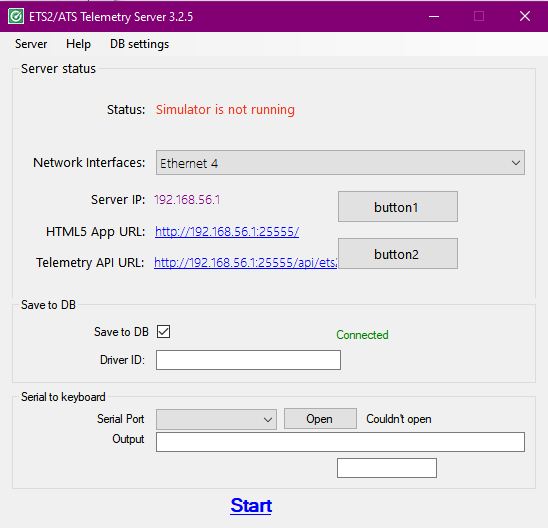 ETS2/ATS Telemetry Server 3.2.5
Server Help DB settings
Server status
Status: Simulator is not running
Network Interfaces: Ethernet 4
Server IP: 192.168.56.1
button1
HTML5 App URL: http://192.168.56.1:25555/
Telemetry API URL: http://192.168.56.1:25555/api/ets2
button2
Save to DB
Save to DB Connected
Driver ID:
Serial to keyboard
Serial Port Open Couldn't open
Output
Start